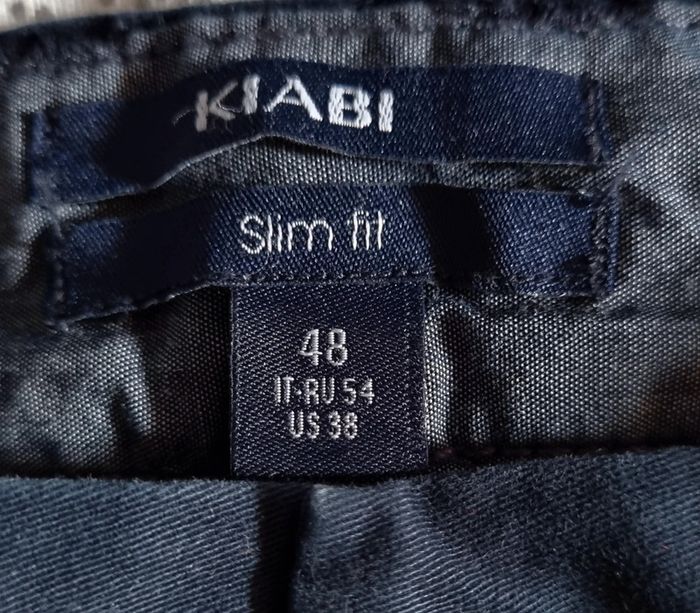 KIABI
Slim fit
48
IT-RU 54
US 38